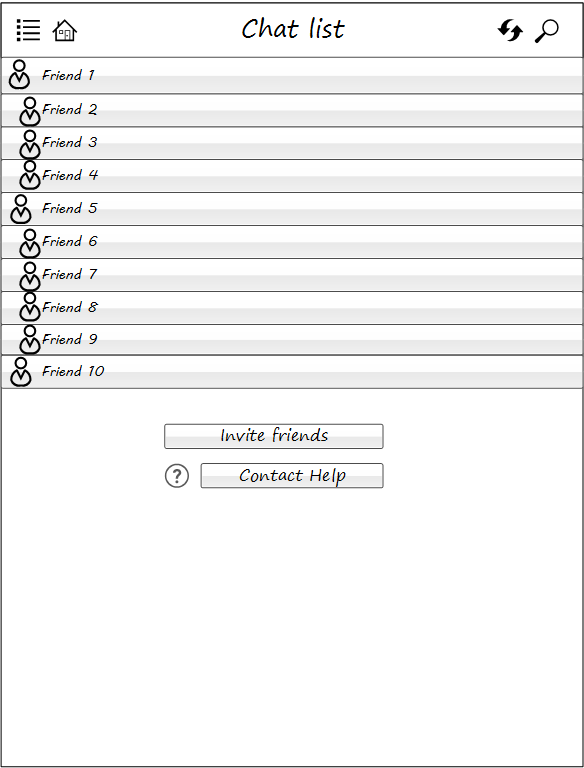 Chat list
Friend 1
Friend 2
Friend 3
Friend 4
Friend 5
Friend 6
Friend 7
Friend 8
Friend 9
Friend 10
Invite friends
? Contact Help